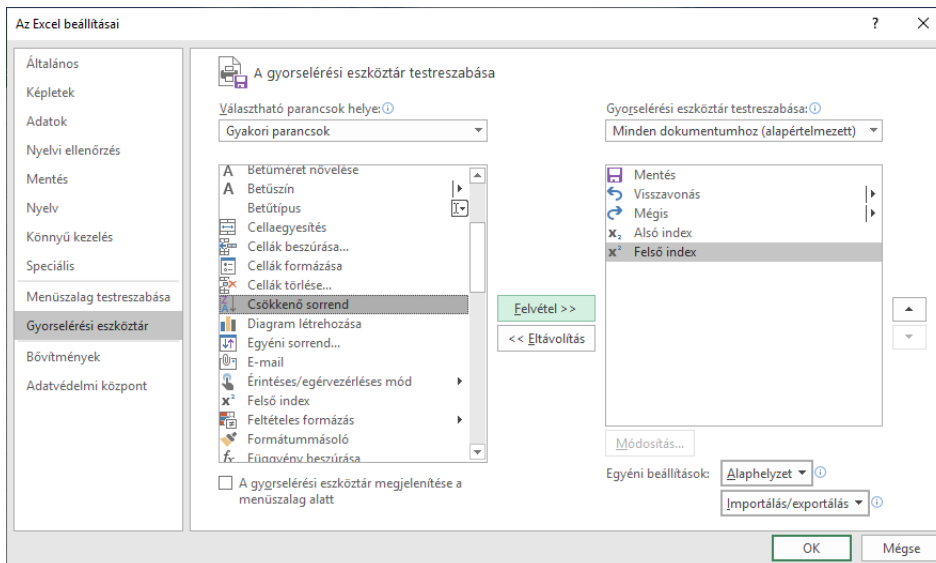 Az Excel beállításai
Általános
Képletek
Adatok
Nyelvi ellenőrzés
Mentés
Nyelv
Könnyű kezelés
Speciális
Menüszalag testreszabása
Gyorselérési eszköztár
Bővítmények
Adatvédelmi központ
A gyorselérési eszköztár testreszabása
Választható parancsok helye:
Gyakori parancsok
Betűméret növelése
Betűszín
Betűtípus
Cellaegyesítés
Cellák beszúrása...
Cellák formázása
Cellák törlése...
Csökkenő sorrend
Diagram létrehozása
Egyéni sorrend...
E-mail
Érintéses/egérvezérléses mód
Felső index
Feltételes formázás
Formátummásoló
Függvény beszúrása
A gyorselérési eszköztár megjelenítése a
menüszalag alatt
Felvétel >>
<< Eltávolítás
Gyorselérési eszköztár testreszabása:
Minden dokumentumhoz (alapértelmezett)
Mentés
Visszavonás
Mégis
Alsó index
Felső index
Módosítás...
Egyéni beállítások:
Alaphelyzet
Importálás/exportálás
OK
Mégse